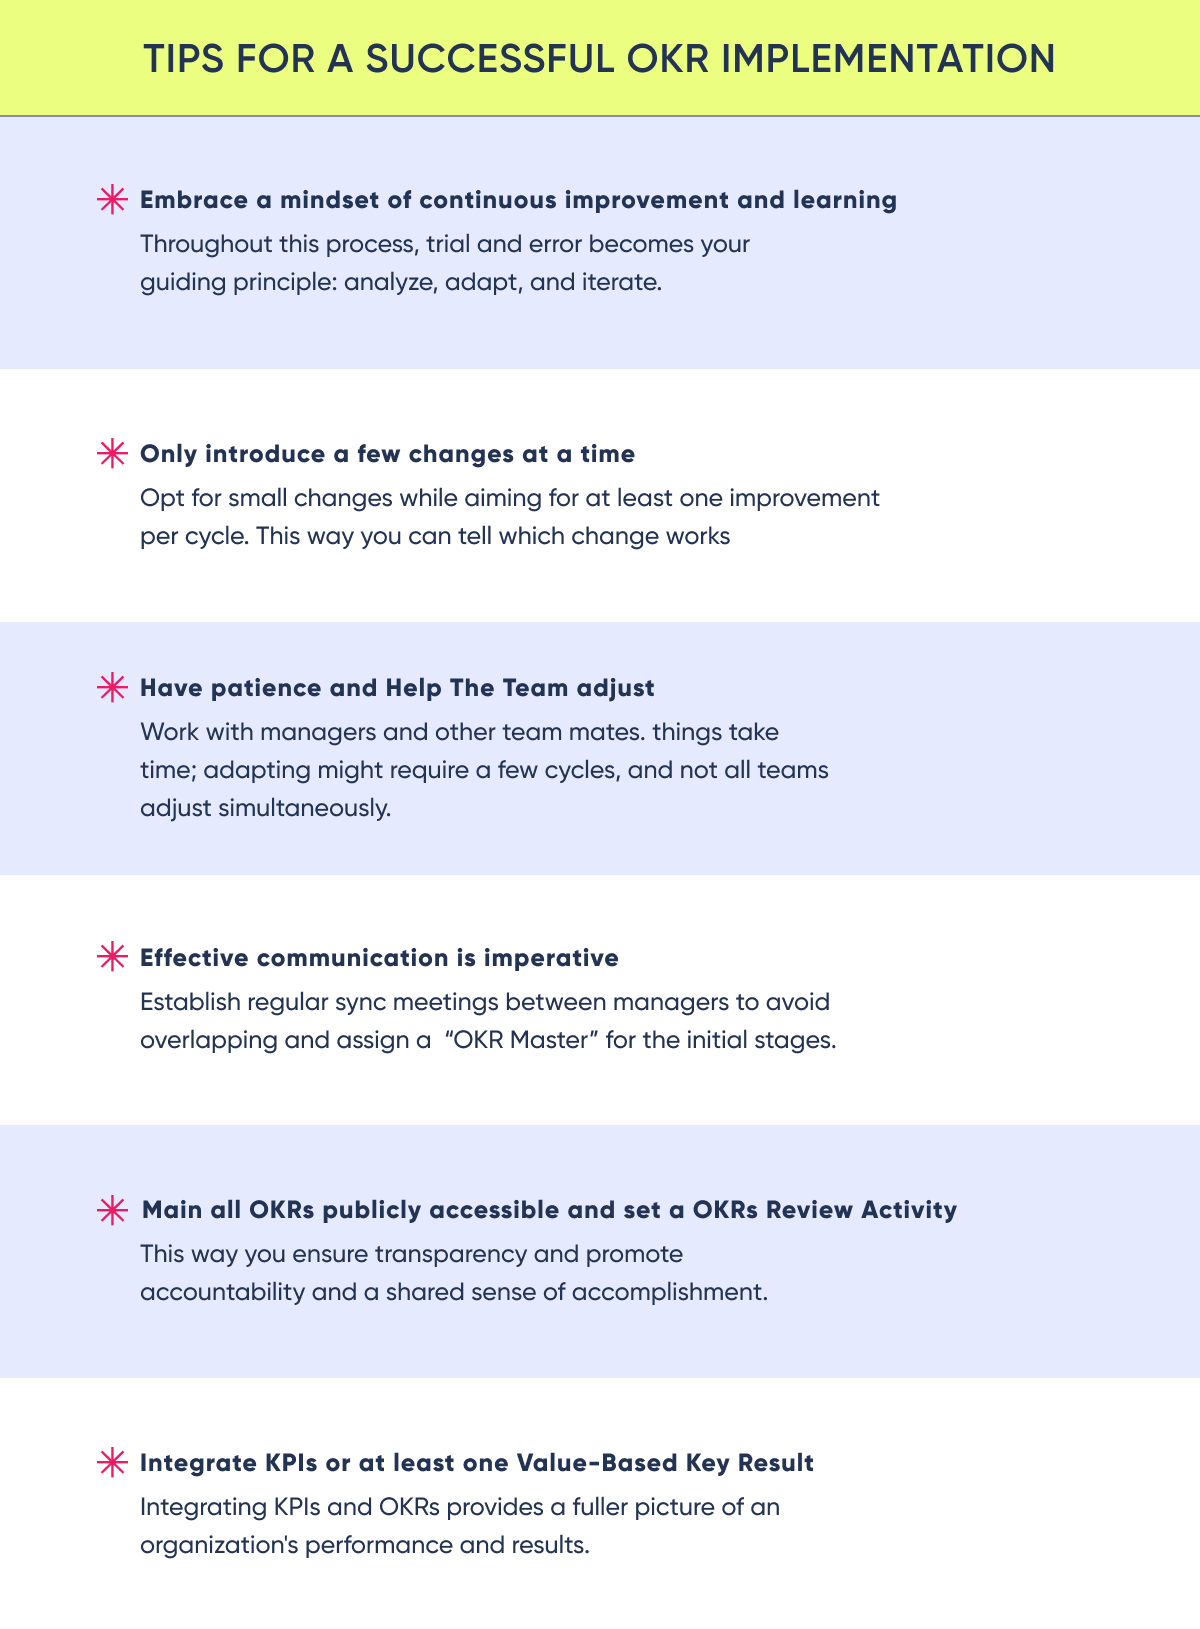 TIPS FOR A SUCCESSFUL OKR IMPLEMENTATION
Embrace a mindset of continuous improvement and learning
Throughout this process, trial and error becomes your
guiding principle: analyze, adapt, and iterate.
Only introduce a few changes at a time
Opt for small changes while aiming for at least one improvement
per cycle. This way you can tell which change works
Have patience and Help The Team adjust
Work with managers and other team mates. things take
time; adapting might require a few cycles, and not all teams
adjust simultaneously.
Effective communication is imperative
Establish regular sync meetings between managers to avoid
overlapping and assign a  “OKR Master” for the initial stages.
Main all OKRs publicly accessible and set a OKRs Review Activity
This way you ensure transparency and promote
accountability and a shared sense of accomplishment.
Integrate KPIs or at least one Value-Based Key Result
Integrating KPIs and OKRs provides a fuller picture of an
organization's performance and results.